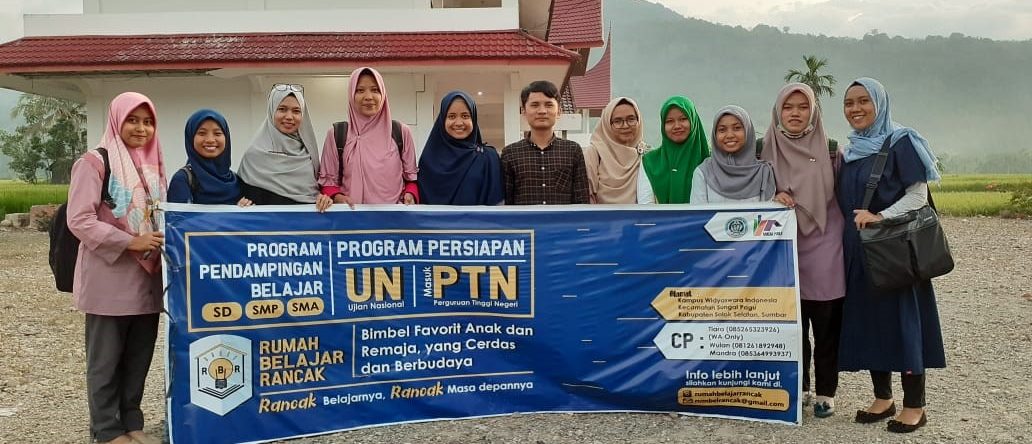 PROGRAM
PENDAMPINGAN
BELAJAR
SD SMP SMA
PROGRAM PERSIAPAN
UN
Ujian Nasional
Masuk
PTN
Perguruan Tinggi Negeri
RBR
RUMAH
BELAJAR
RANCAK
Bimbel Favorit Anak dan
Remaja, yang Cerdas
dan Berbudaya
Rancak Belajarnya, Rancak Masa depannya
Alamat
Kampus Widyaswara Indonesia
Kecamatan Sungai Pagu
Kabupaten Solok Selatan, Sumbar
CP :
Tiara (085265323926)
(WA Only)
Wulan (081261892948)
Mandra (085364993937)
Info lebih lanjut
silahkan kunjungi kami di.
rumahbelajarrancak
rumbelrancak@gmail.com